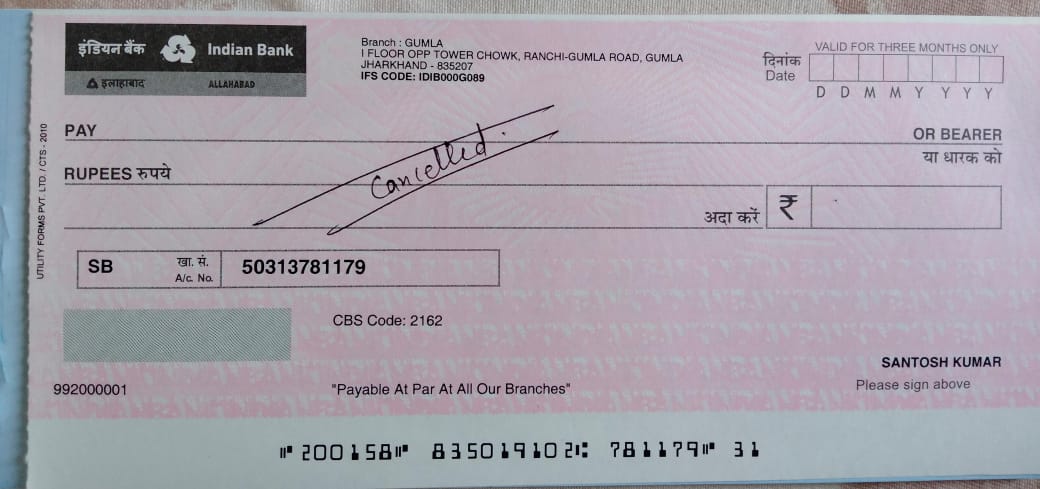 इंडियन बैंक Indian Bank
इलाहाबाद ALLAHABAD
Branch : GUMLA
I FLOOR OPP TOWER CHOWK, RANCHI-GUMLA ROAD, GUMLA
JHARKHAND - 835207
IFS CODE: IDIB000G089
VALID FOR THREE MONTHS ONLY
दिनांक
Date
D D M M Y Y Y Y
PAY
OR BEARER
या धारक को
RUPEES रुपये
Cancelled.
अदा करें ₹
UTILITY FORMS PVT. LTD. / CTS - 2010
SB खा. सं. A/c. No. 50313781179
CBS Code: 2162
SANTOSH KUMAR
Please sign above
992000001
"Payable At Par At All Our Branches"
⑈200158⑈ 835019102⑆ 781179⑈ 31